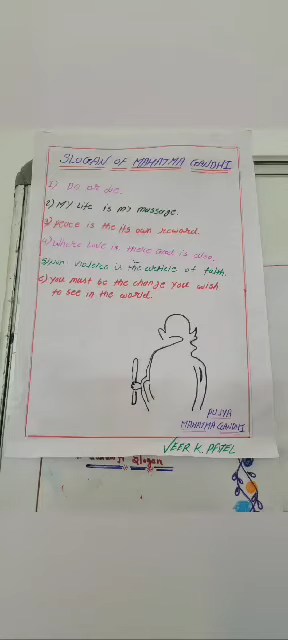 SLOGAN OF MAHATMA GANDHI
1) Do or die.
2) My Life is my massage.
3) Peace is the its own reward
4) Where Love is, there God is also.
5) Non violence is the article of faith.
6) You must be the change you wish
to see in the world.
PUJYA
MAHATMA GANDHI
VEER K. PATEL
Slogan